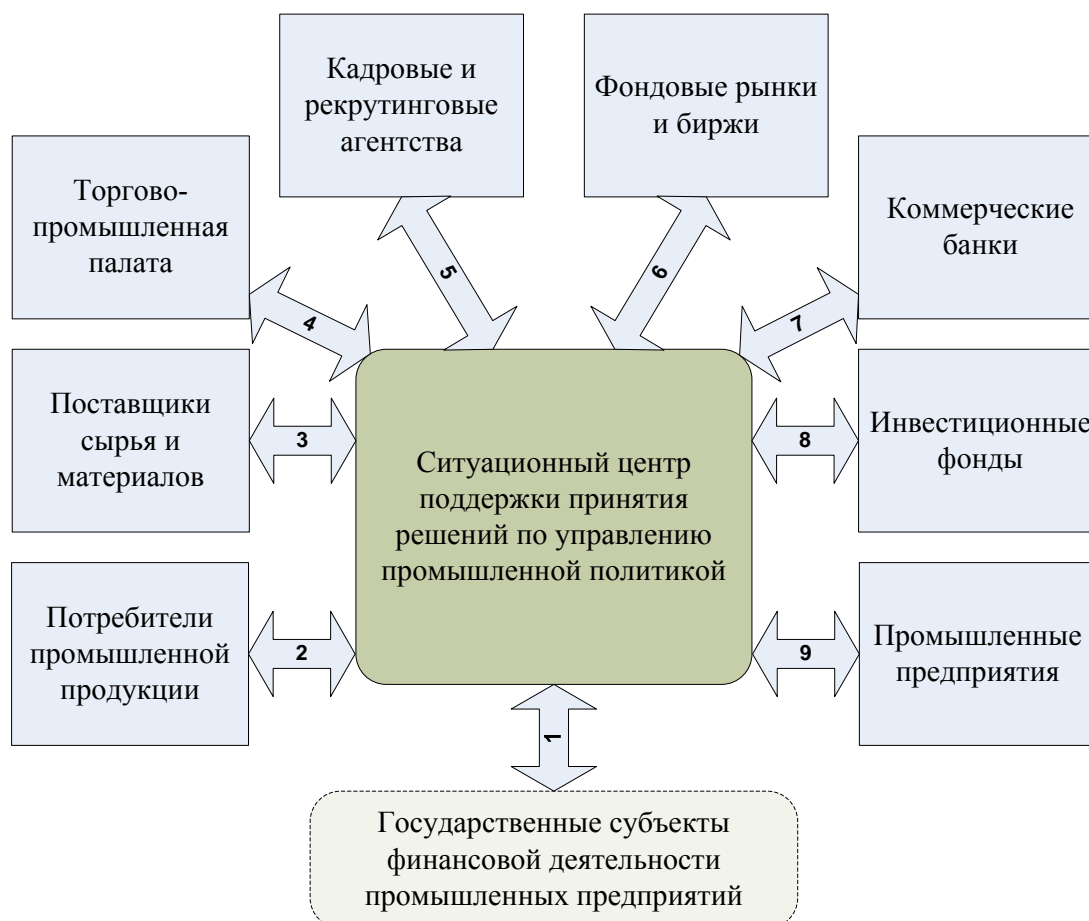 Кадровые и
рекрутинговые
агентства
Фондовые рынки
и биржи
Торгово-
промышленная
палата
Коммерческие
банки
5
6
4
7
Поставщики
сырья и
материалов
3
Ситуационный центр
поддержки принятия
решений по управлению
промышленной политикой
8
Инвестиционные
фонды
Потребители
промышленной
продукции
2
9
Промышленные
предприятия
1
Государственные субъекты
финансовой деятельности
промышленных предприятий